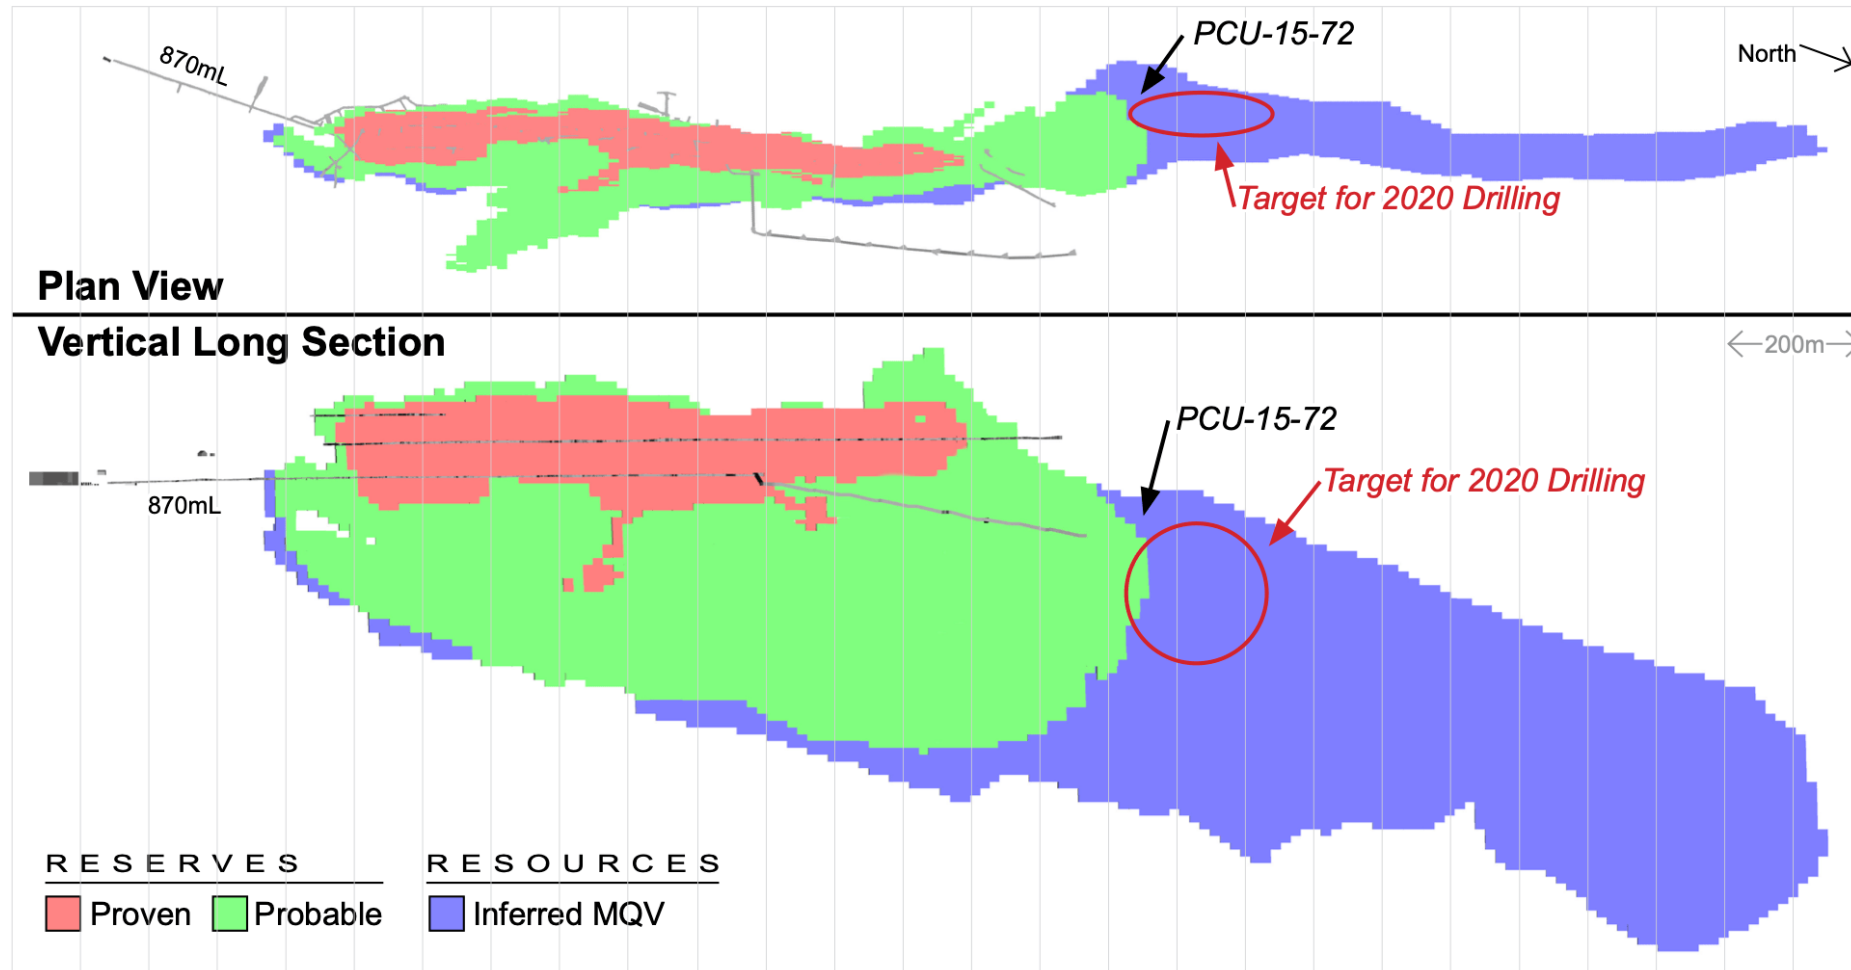 PCU-15-72
North
870mL
Target for 2020 Drilling
Plan View
Vertical Long Section
200m
PCU-15-72
Target for 2020 Drilling
870mL
RESERVES RESOURCES
Proven Probable Inferred MQV